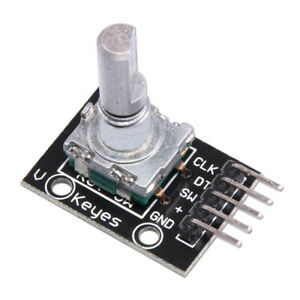 CLK
DT
SW
+
GND
Keyes
V